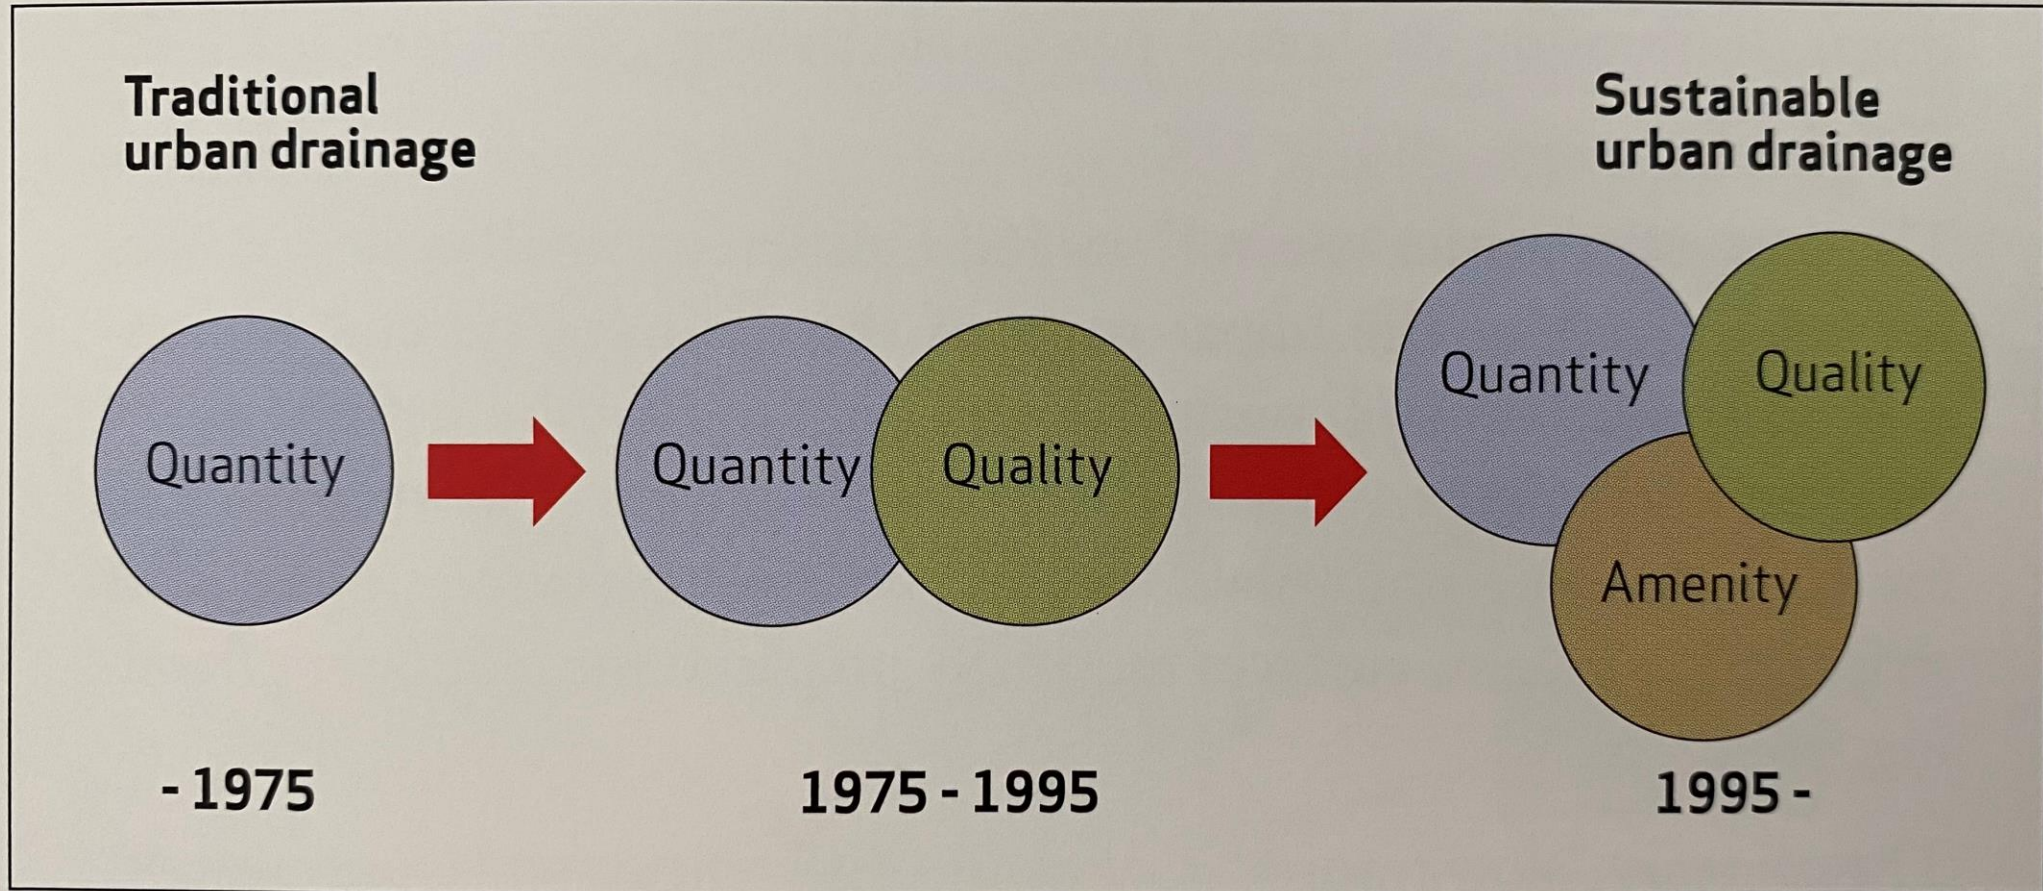 Traditional
urban drainage
Sustainable
urban drainage
Quantity
Quantity
Quality
Quantity
Quality
Amenity
- 1975
1975 - 1995
1995 -